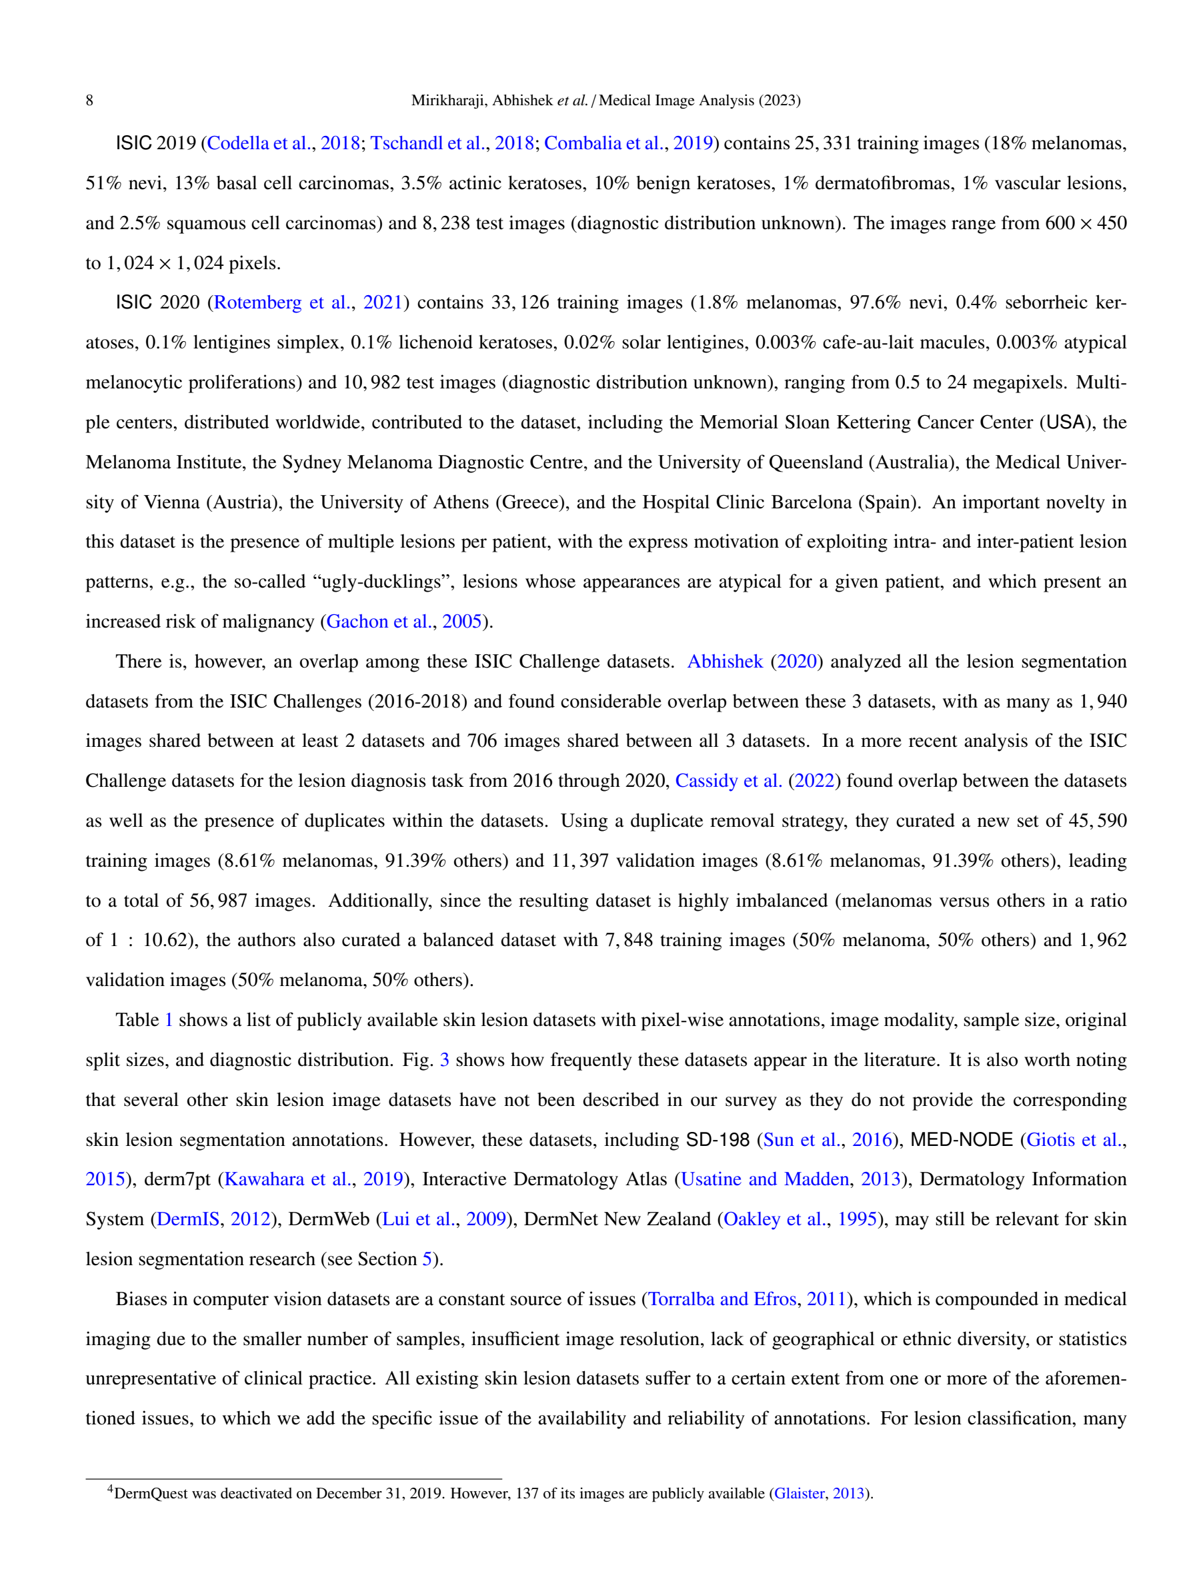 8
Mirikharaji, Abhishek et al. / Medical Image Analysis (2023)
ISIC 2019 (Codella et al., 2018; Tschandl et al., 2018; Combalia et al., 2019) contains 25, 331 training images (18% melanomas,
51% nevi, 13% basal cell carcinomas, 3.5% actinic keratoses, 10% benign keratoses, 1% dermatofibromas, 1% vascular lesions,
and 2.5% squamous cell carcinomas) and 8, 238 test images (diagnostic distribution unknown). The images range from 600 × 450
to 1, 024 × 1, 024 pixels.
ISIC 2020 (Rotemberg et al., 2021) contains 33, 126 training images (1.8% melanomas, 97.6% nevi, 0.4% seborrheic ker-
atoses, 0.1% lentigines simplex, 0.1% lichenoid keratoses, 0.02% solar lentigines, 0.003% cafe-au-lait macules, 0.003% atypical
melanocytic proliferations) and 10, 982 test images (diagnostic distribution unknown), ranging from 0.5 to 24 megapixels. Multi-
ple centers, distributed worldwide, contributed to the dataset, including the Memorial Sloan Kettering Cancer Center (USA), the
Melanoma Institute, the Sydney Melanoma Diagnostic Centre, and the University of Queensland (Australia), the Medical Univer-
sity of Vienna (Austria), the University of Athens (Greece), and the Hospital Clinic Barcelona (Spain). An important novelty in
this dataset is the presence of multiple lesions per patient, with the express motivation of exploiting intra- and inter-patient lesion
patterns, e.g., the so-called “ugly-ducklings”, lesions whose appearances are atypical for a given patient, and which present an
increased risk of malignancy (Gachon et al., 2005).
There is, however, an overlap among these ISIC Challenge datasets. Abhishek (2020) analyzed all the lesion segmentation
datasets from the ISIC Challenges (2016-2018) and found considerable overlap between these 3 datasets, with as many as 1, 940
images shared between at least 2 datasets and 706 images shared between all 3 datasets. In a more recent analysis of the ISIC
Challenge datasets for the lesion diagnosis task from 2016 through 2020, Cassidy et al. (2022) found overlap between the datasets
as well as the presence of duplicates within the datasets. Using a duplicate removal strategy, they curated a new set of 45, 590
training images (8.61% melanomas, 91.39% others) and 11, 397 validation images (8.61% melanomas, 91.39% others), leading
to a total of 56, 987 images. Additionally, since the resulting dataset is highly imbalanced (melanomas versus others in a ratio
of 1 : 10.62), the authors also curated a balanced dataset with 7, 848 training images (50% melanoma, 50% others) and 1, 962
validation images (50% melanoma, 50% others).
Table 1 shows a list of publicly available skin lesion datasets with pixel-wise annotations, image modality, sample size, original
split sizes, and diagnostic distribution. Fig. 3 shows how frequently these datasets appear in the literature. It is also worth noting
that several other skin lesion image datasets have not been described in our survey as they do not provide the corresponding
skin lesion segmentation annotations. However, these datasets, including SD-198 (Sun et al., 2016), MED-NODE (Giotis et al.,
2015), derm7pt (Kawahara et al., 2019), Interactive Dermatology Atlas (Usatine and Madden, 2013), Dermatology Information
System (DermIS, 2012), DermWeb (Lui et al., 2009), DermNet New Zealand (Oakley et al., 1995), may still be relevant for skin
lesion segmentation research (see Section 5).
Biases in computer vision datasets are a constant source of issues (Torralba and Efros, 2011), which is compounded in medical
imaging due to the smaller number of samples, insufficient image resolution, lack of geographical or ethnic diversity, or statistics
unrepresentative of clinical practice. All existing skin lesion datasets suffer to a certain extent from one or more of the aforemen-
tioned issues, to which we add the specific issue of the availability and reliability of annotations. For lesion classification, many
4DermQuest was deactivated on December 31, 2019. However, 137 of its images are publicly available (Glaister, 2013).